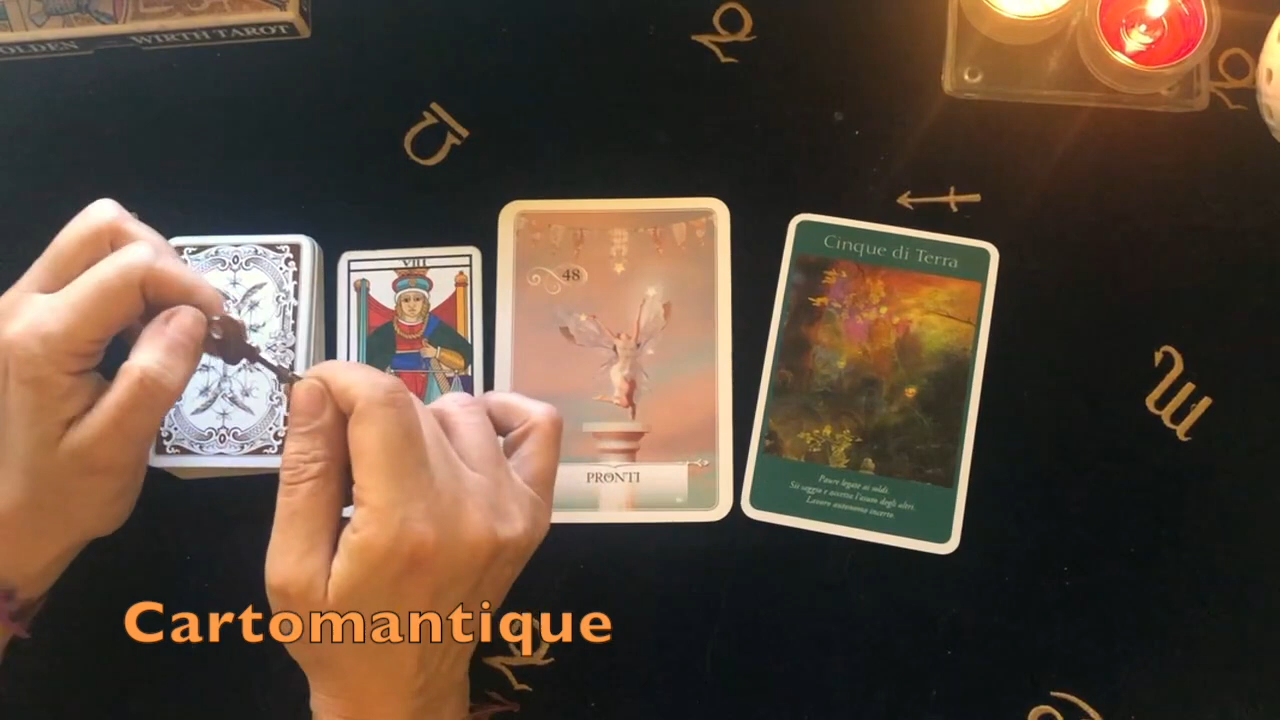 OLDEN WIRTH TAROT
VIII
48
PRONTI
Cinque di Terra
Paure legate ai soldi.
Sii saggio e accetta l'aiuto degli altri.
Lavoro autonomo incerto.
Cartomantique